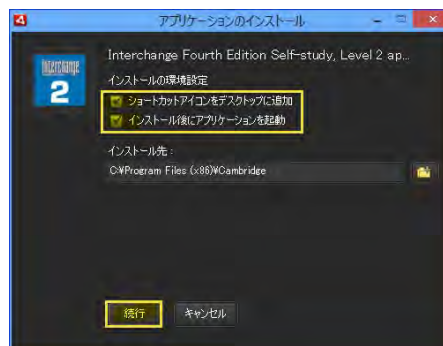 アプリケーションのインストール
interchange
2
Interchange Fourth Edition Self-study, Level 2 ap...
インストールの環境設定
ショートカットアイコンをデスクトップに追加
インストール後にアプリケーションを起動
インストール先:
C:¥Program Files (x86)¥Cambridge
続行
キャンセル